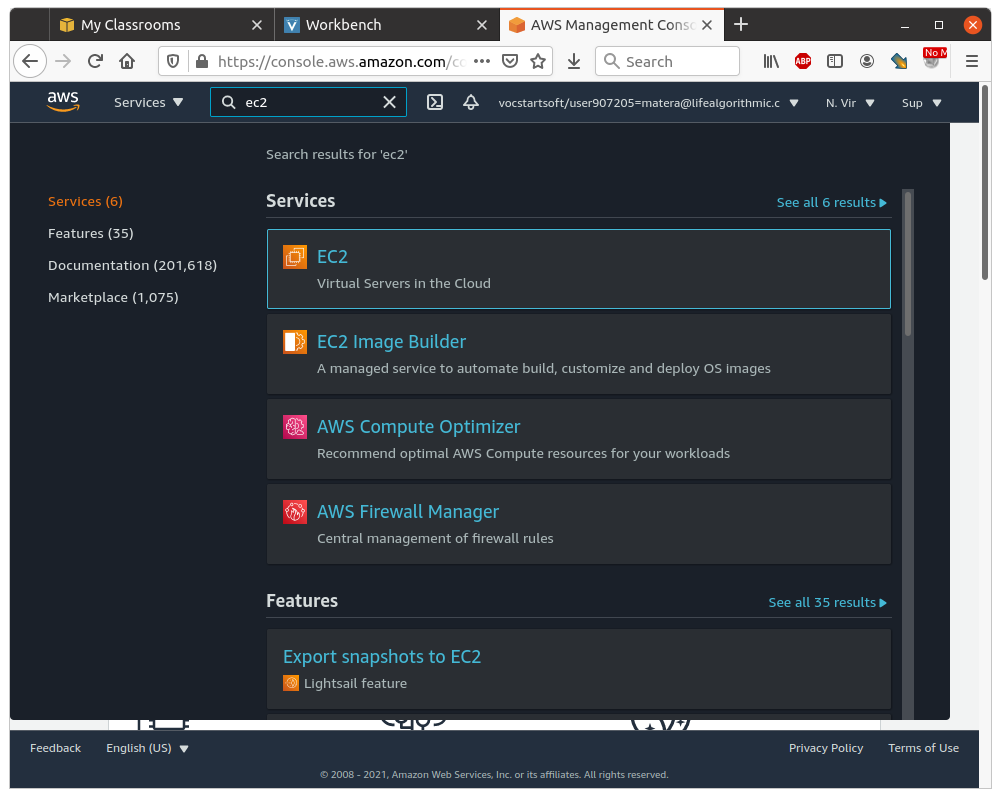 My Classrooms
Workbench
AWS Management Conso
https://console.aws.amazon.com/co
Search
ABP
No M
aws
Services
ec2
vocstartsoft/user907205=matera@lifealgorithmic.c
N. Vir
Sup
Search results for 'ec2'
Services (6)
Features (35)
Documentation (201,618)
Marketplace (1,075)
Services
See all 6 results
EC2
Virtual Servers in the Cloud
EC2 Image Builder
A managed service to automate build, customize and deploy OS images
AWS Compute Optimizer
Recommend optimal AWS Compute resources for your workloads
AWS Firewall Manager
Central management of firewall rules
Features
See all 35 results
Export snapshots to EC2
Lightsail feature
Feedback
English (US)
Privacy Policy
Terms of Use
© 2008 - 2021, Amazon Web Services, Inc. or its affiliates. All rights reserved.